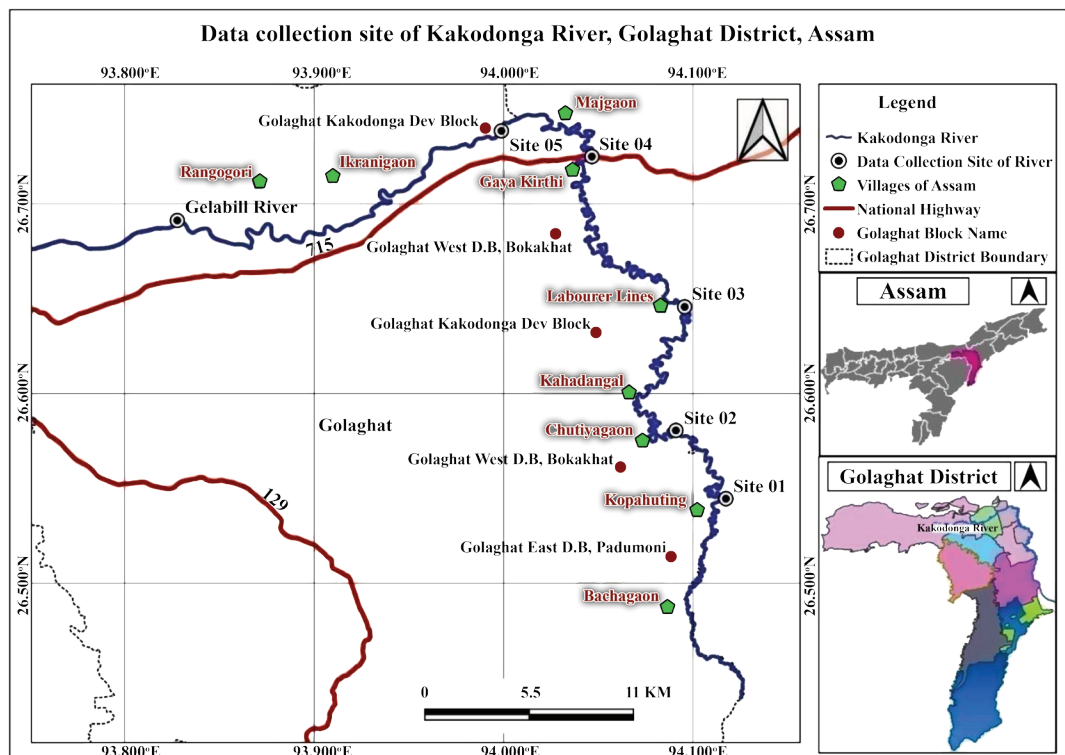 Data collection site of Kakodonga River, Golaghat District, Assam
93.800°E 93.900°E 94.000°E 94.100°E
Majgaon
Golaghat Kakodonga Dev Block
Site 05
Site 04
Ikranigaon
Rangogori
Gaya Kirthi
Gelabill River
26.700°N
26.700°N
715
Golaghat West D.B, Bokakhat
Labourer Lines
Site 03
Golaghat Kakodonga Dev Block
Kahadangal
26.600°N
26.600°N
Golaghat
Site 02
Chutiyagaon
Golaghat West D.B, Bokakhat
129
Site 01
Kopahuting
Golaghat East D.B, Padumoni
26.500°N
26.500°N
Bachagaon
0 5.5 11 KM
93.800°E 93.900°E 94.000°E 94.100°E
Legend
Kakodonga River
Data Collection Site of River
Villages of Assam
National Highway
Golaghat Block Name
Golaghat District Boundary
Assam
Golaghat District
Kakodonga River